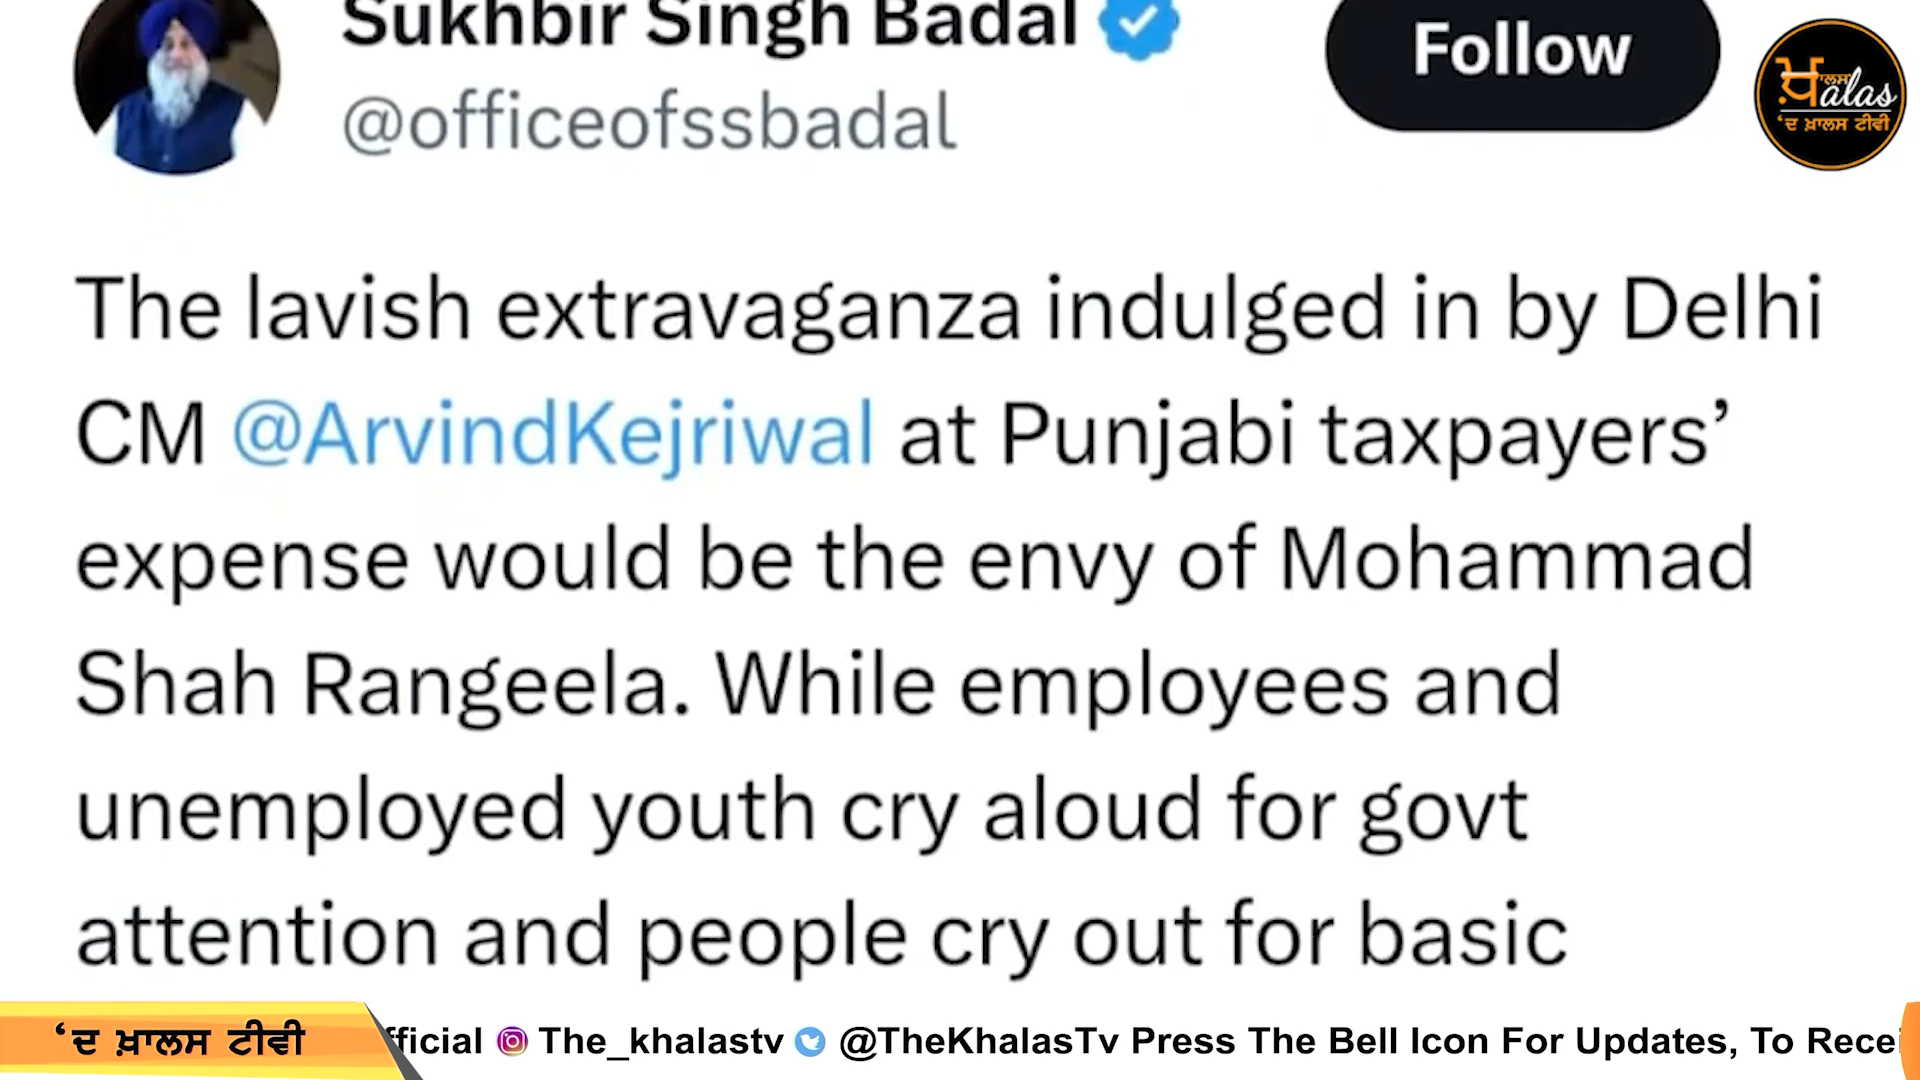 Sukhbir Singh Badal
Follow
@officeofssbadal
ਖ਼ਾਲਸ
alas
‘ਦ ਖ਼ਾਲਸ ਟੀਵੀ
The lavish extravaganza indulged in by Delhi
CM @ArvindKejriwal at Punjabi taxpayers’
expense would be the envy of Mohammad
Shah Rangeela. While employees and
unemployed youth cry aloud for govt
attention and people cry out for basic
‘ਦ ਖ਼ਾਲਸ ਟੀਵੀ
fficial The_khalastv @TheKhalasTv Press The Bell Icon For Updates, To Recei